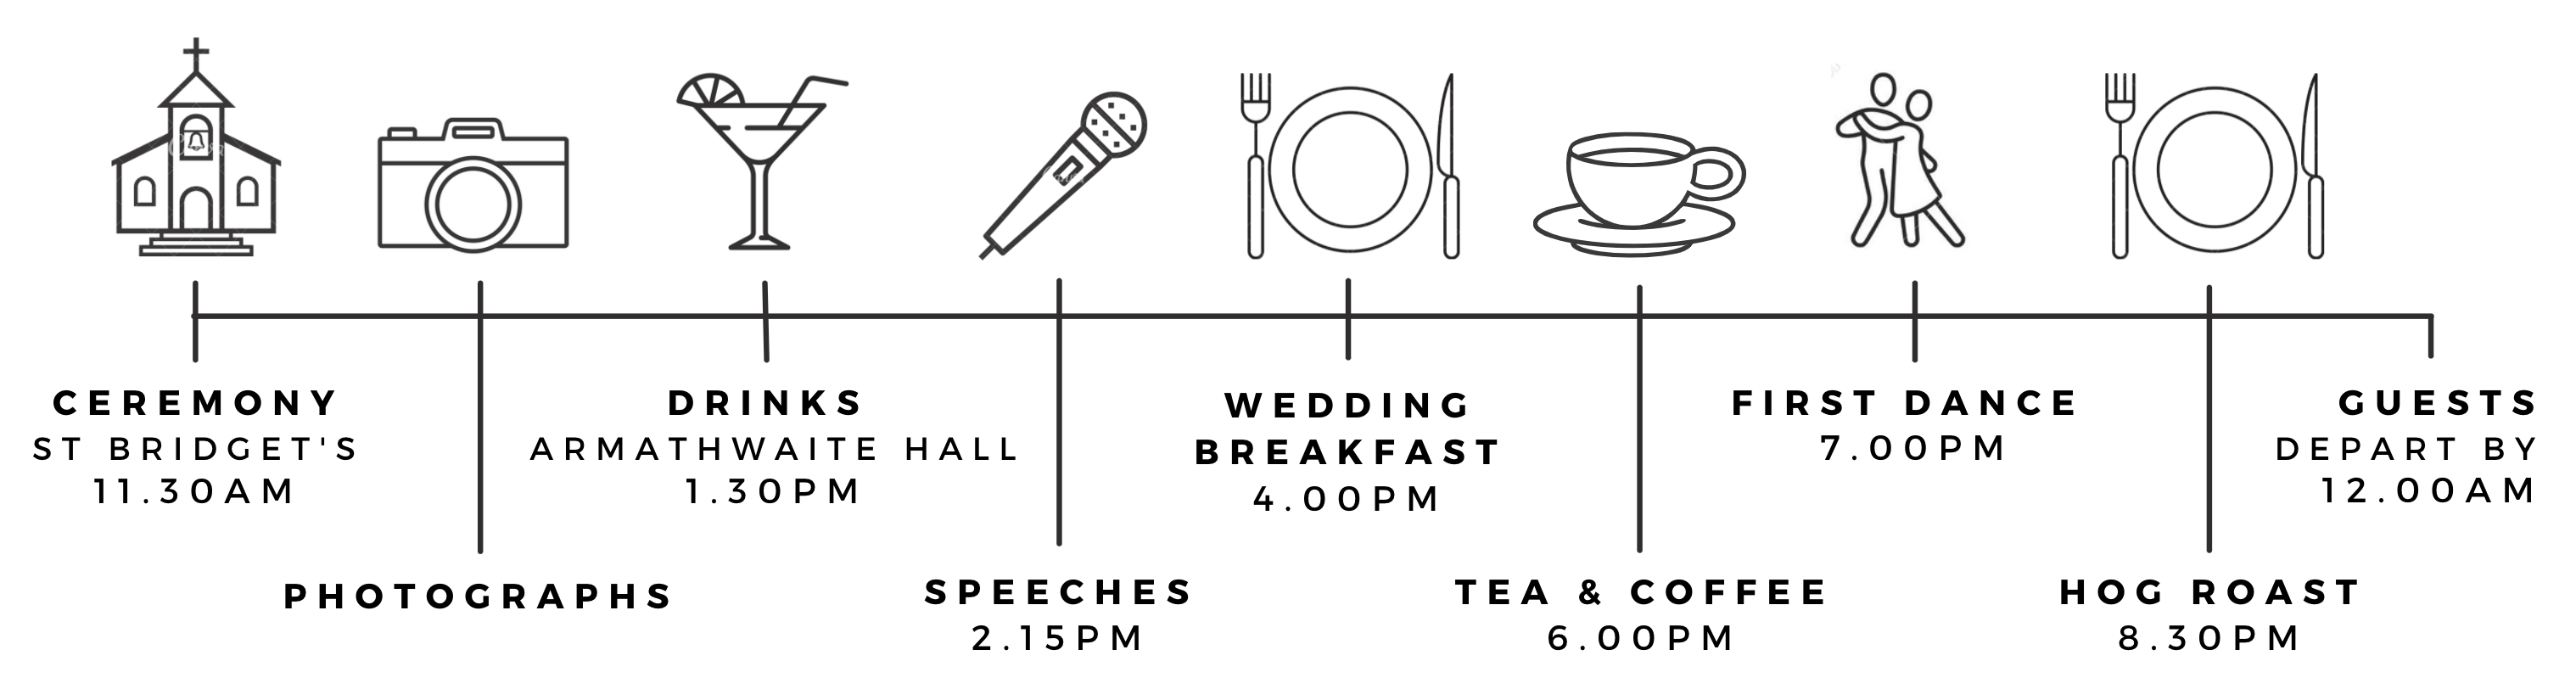 CEREMONY
ST BRIDGET'S
11.30AM
PHOTOGRAPHS
DRINKS
ARMATHWAITE HALL
1.30PM
SPEECHES
2.15PM
WEDDING
BREAKFAST
4.00PM
TEA & COFFEE
6.00PM
FIRST DANCE
7.00PM
HOG ROAST
8.30PM
GUESTS
DEPART BY
12.00AM